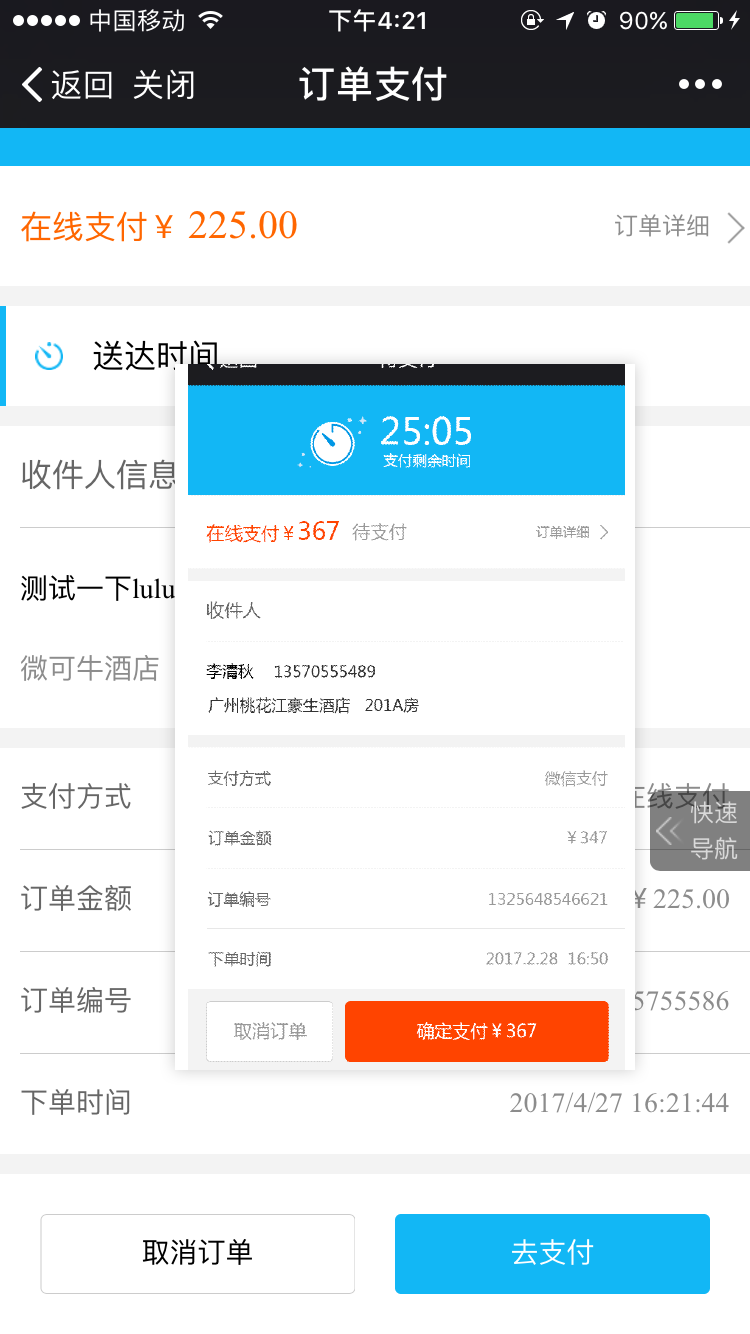 中国移动 下午4:21 90%
返回 关闭 订单支付
在线支付￥ 225.00 订单详细
送达时间
25:05
支付剩余时间
在线支付￥367 待支付 订单详细
收件人信息
收件人
测试一下lulu
李清秋 13570555489
微可牛酒店
广州桃花江豪生酒店 201A房
支付方式
支付方式 微信支付
线支付
快速
导航
订单金额 ￥347
订单金额 ￥225.00
订单编号 1325648546621
订单编号 5755586
下单时间 2017.2.28 16:50
取消订单 确定支付￥367
下单时间 2017/4/27 16:21:44
取消订单 去支付